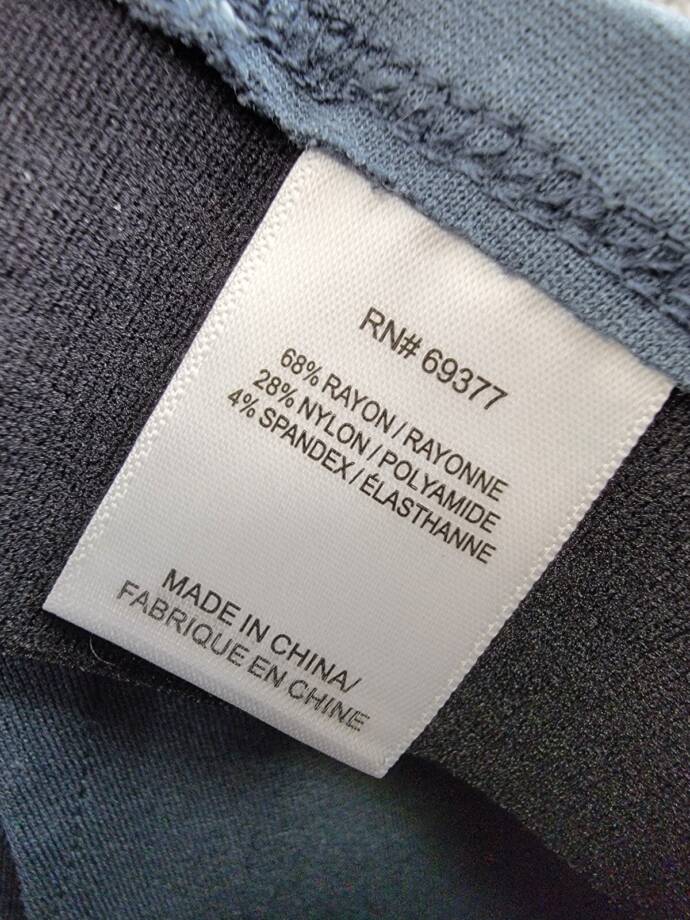 RN# 69377
68% RAYON / RAYONNE
28% NYLON / POLYAMIDE
4% SPANDEX / ÉLASTHANNE
MADE IN CHINA/
FABRIQUE EN CHINE